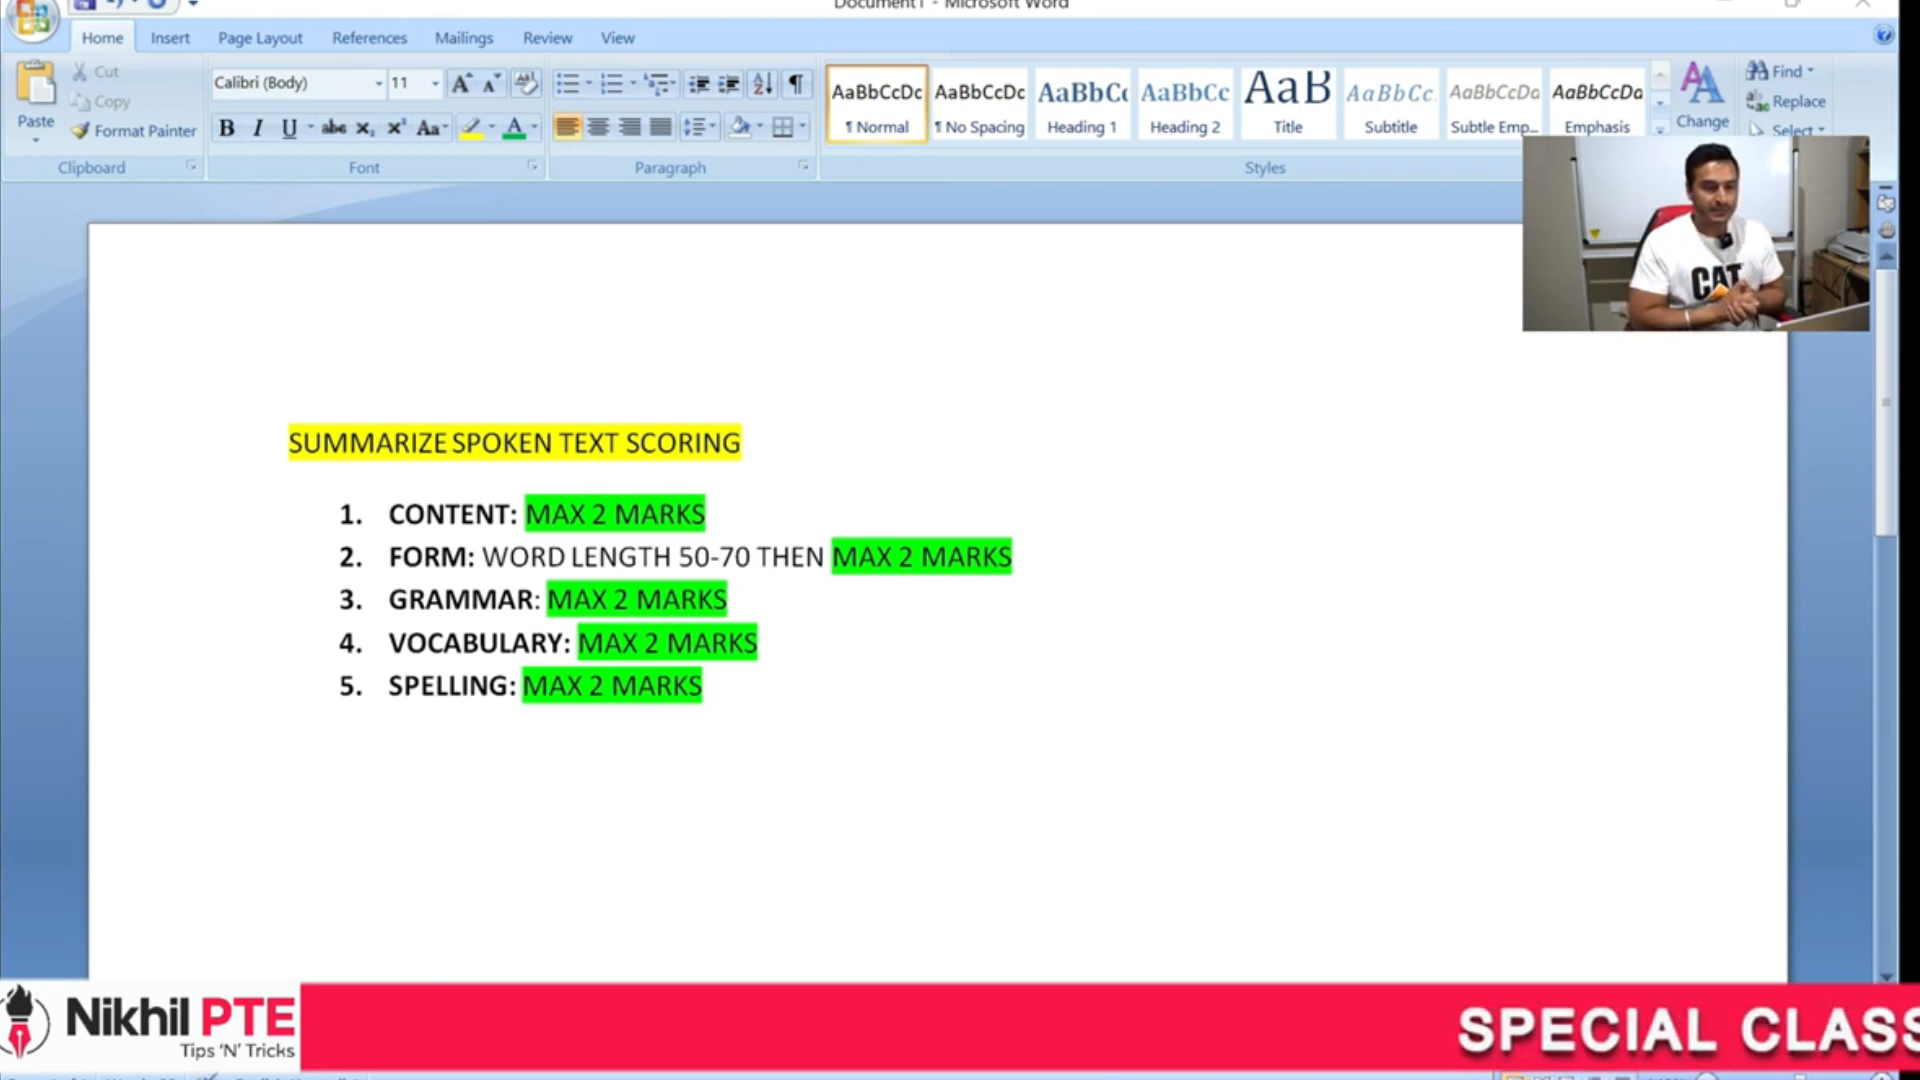 Document1 - Microsoft Word
Home Insert Page Layout References Mailings Review View
Cut
Copy
Format Painter
Paste
Clipboard
Calibri (Body) 11
Font
Paragraph
AaBbCcDc AaBbCcDc AaBbCc AaBbCc AaB AaBbCc. AaBbCcDa AaBbCcDa
¶ Normal ¶ No Spacing Heading 1 Heading 2 Title Subtitle Subtle Emp... Emphasis
Change
Styles
Find
Replace
Select
CAT
SUMMARIZE SPOKEN TEXT SCORING
1. CONTENT: MAX 2 MARKS
2. FORM: WORD LENGTH 50-70 THEN MAX 2 MARKS
3. GRAMMAR: MAX 2 MARKS
4. VOCABULARY: MAX 2 MARKS
5. SPELLING: MAX 2 MARKS
Nikhil PTE
Tips 'N' Tricks
SPECIAL CLASS